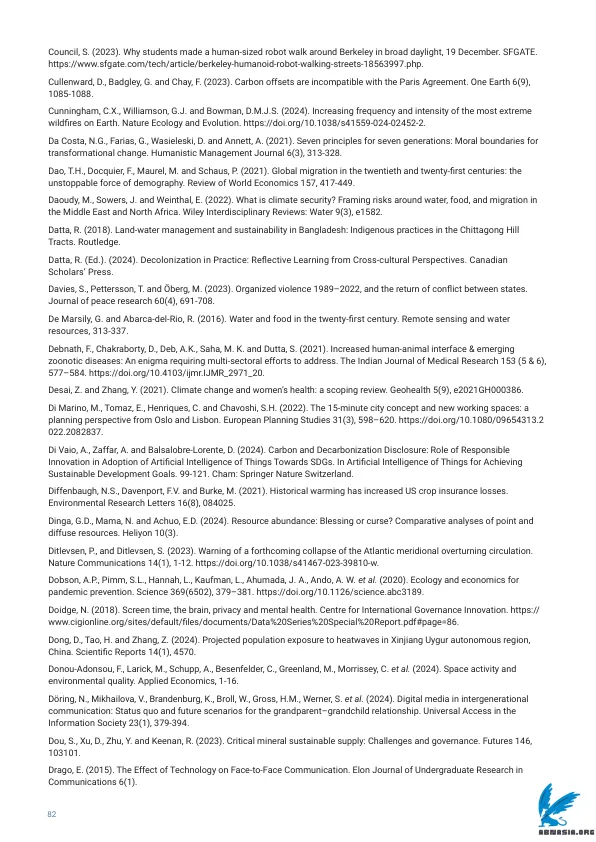 Council, S. (2023). Why students made a human-sized robot walk around Berkeley in broad daylight, 19 December. SFGATE.
https://www.sfgate.com/tech/article/berkeley-humanoid-robot-walking-streets-18563997.php.
Cullenward, D., Badgley, G. and Chay, F. (2023). Carbon offsets are incompatible with the Paris Agreement. One Earth 6(9),
1085-1088.
Cunningham, C.X., Williamson, G.J. and Bowman, D.M.J.S. (2024). Increasing frequency and intensity of the most extreme
wildfires on Earth. Nature Ecology and Evolution. https://doi.org/10.1038/s41559-024-02452-2.
Da Costa, N.G., Farias, G., Wasieleski, D. and Annett, A. (2021). Seven principles for seven generations: Moral boundaries for
transformational change. Humanistic Management Journal 6(3), 313-328.
Dao, T.H., Docquier, F., Maurel, M. and Schaus, P. (2021). Global migration in the twentieth and twenty-first centuries: the
unstoppable force of demography. Review of World Economics 157, 417-449.
Daoudy, M., Sowers, J. and Weinthal, E. (2022). What is climate security? Framing risks around water, food, and migration in
the Middle East and North Africa. Wiley Interdisciplinary Reviews: Water 9(3), e1582.
Datta, R. (2018). Land-water management and sustainability in Bangladesh: Indigenous practices in the Chittagong Hill
Tracts. Routledge.
Datta, R. (Ed.). (2024). Decolonization in Practice: Reflective Learning from Cross-cultural Perspectives. Canadian
Scholars' Press.
Davies, S., Pettersson, T. and Öberg, M. (2023). Organized violence 1989–2022, and the return of conflict between states.
Journal of peace research 60(4), 691-708.
De Marsily, G. and Abarca-del-Rio, R. (2016). Water and food in the twenty-first century. Remote sensing and water
resources, 313-337.
Debnath, F., Chakraborty, D., Deb, A.K., Saha, M. K. and Dutta, S. (2021). Increased human-animal interface & emerging
zoonotic diseases: An enigma requiring multi-sectoral efforts to address. The Indian Journal of Medical Research 153 (5 & 6),
577–584. https://doi.org/10.4103/ijmr.IJMR_2971_20.
Desai, Z. and Zhang, Y. (2021). Climate change and women's health: a scoping review. Geohealth 5(9), e2021GH000386.
Di Marino, M., Tomaz, E., Henriques, C. and Chavoshi, S.H. (2022). The 15-minute city concept and new working spaces: a
planning perspective from Oslo and Lisbon. European Planning Studies 31(3), 598–620. https://doi.org/10.1080/09654313.2
022.2082837.
Di Vaio, A., Zaffar, A. and Balsalobre-Lorente, D. (2024). Carbon and Decarbonization Disclosure: Role of Responsible
Innovation in Adoption of Artificial Intelligence of Things Towards SDGs. In Artificial Intelligence of Things for Achieving
Sustainable Development Goals. 99-121. Cham: Springer Nature Switzerland.
Diffenbaugh, N.S., Davenport, F.V. and Burke, M. (2021). Historical warming has increased US crop insurance losses.
Environmental Research Letters 16(8), 084025.
Dinga, G.D., Mama, N. and Achuo, E.D. (2024). Resource abundance: Blessing or curse? Comparative analyses of point and
diffuse resources. Heliyon 10(3).
Ditlevsen, P., and Ditlevsen, S. (2023). Warning of a forthcoming collapse of the Atlantic meridional overturning circulation.
Nature Communications 14(1), 1-12. https://doi.org/10.1038/s41467-023-39810-w.
Dobson, A.P., Pimm, S.L., Hannah, L., Kaufman, L., Ahumada, J. A., Ando, A. W. et al. (2020). Ecology and economics for
pandemic prevention. Science 369(6502), 379–381. https://doi.org/10.1126/science.abc3189.
Doidge, N. (2018). Screen time, the brain, privacy and mental health. Centre for International Governance Innovation. https://
www.cigionline.org/sites/default/files/documents/Data%20Series%20Special%20Report.pdf#page=86.
Dong, D., Tao, H. and Zhang, Z. (2024). Projected population exposure to heatwaves in Xinjiang Uygur autonomous region,
China. Scientific Reports 14(1), 4570.
Donou-Adonsou, F., Larick, M., Schupp, A., Besenfelder, C., Greenland, M., Morrissey, C. et al. (2024). Space activity and
environmental quality. Applied Economics, 1-16.
Döring, N., Mikhailova, V., Brandenburg, K., Broll, W., Gross, H.M., Werner, S. et al. (2024). Digital media in intergenerational
communication: Status quo and future scenarios for the grandparent–grandchild relationship. Universal Access in the
Information Society 23(1), 379-394.
Dou, S., Xu, D., Zhu, Y. and Keenan, R. (2023). Critical mineral sustainable supply: Challenges and governance. Futures 146,
103101.
Drago, E. (2015). The Effect of Technology on Face-to-Face Communication. Elon Journal of Undergraduate Research in
Communications 6(1).
82
ABNASIA.ORG